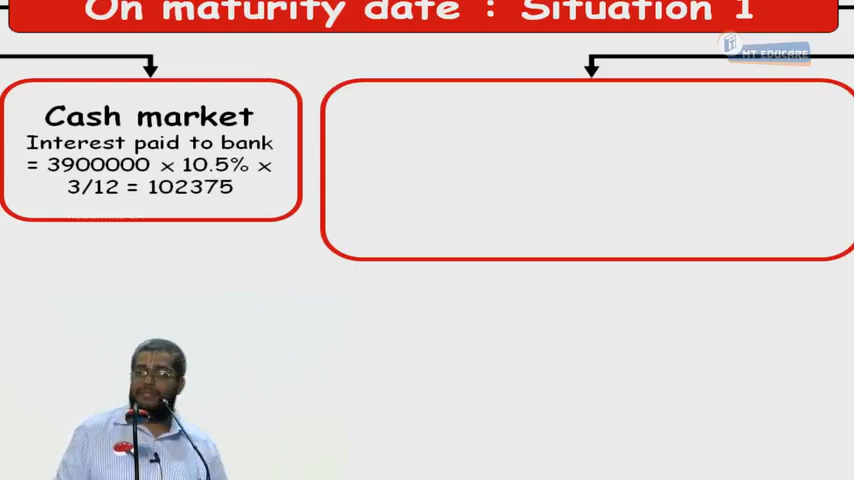 On maturity date : Situation 1
MT EDUCARE
Cash market
Interest paid to bank
= 3900000 x 10.5% x
3/12 = 102375